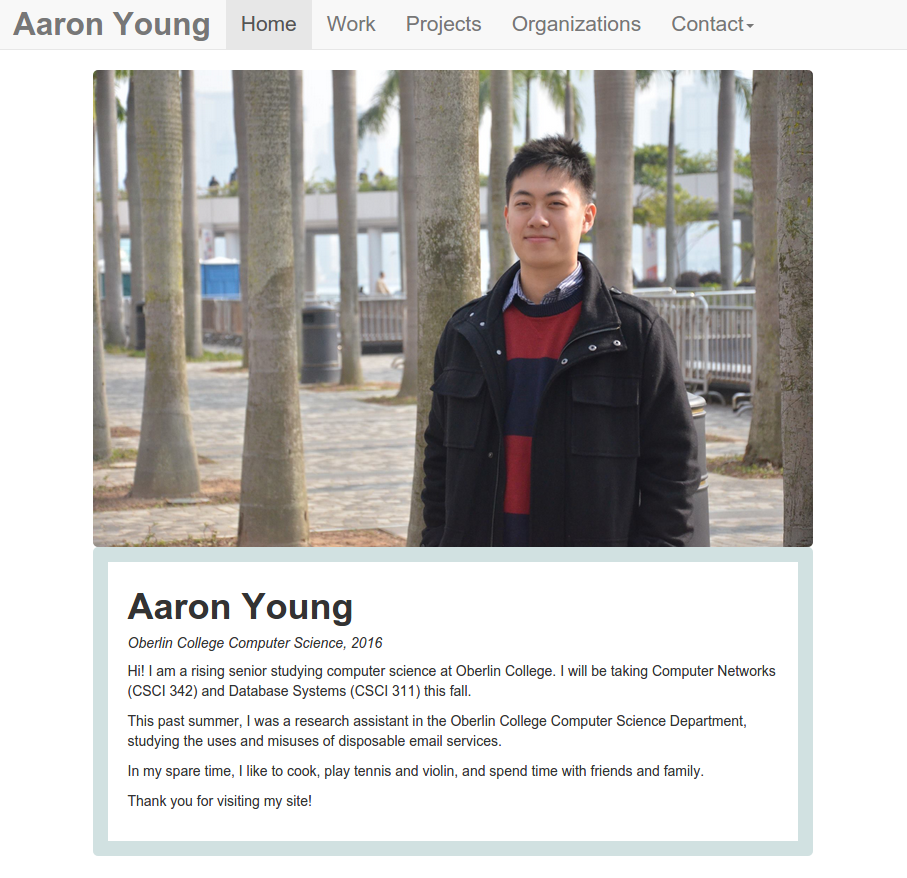 Aaron Young Home Work Projects Organizations Contact
Aaron Young
Oberlin College Computer Science, 2016
Hi! I am a rising senior studying computer science at Oberlin College. I will be taking Computer Networks
(CSCI 342) and Database Systems (CSCI 311) this fall.
This past summer, I was a research assistant in the Oberlin College Computer Science Department,
studying the uses and misuses of disposable email services.
In my spare time, I like to cook, play tennis and violin, and spend time with friends and family.
Thank you for visiting my site!